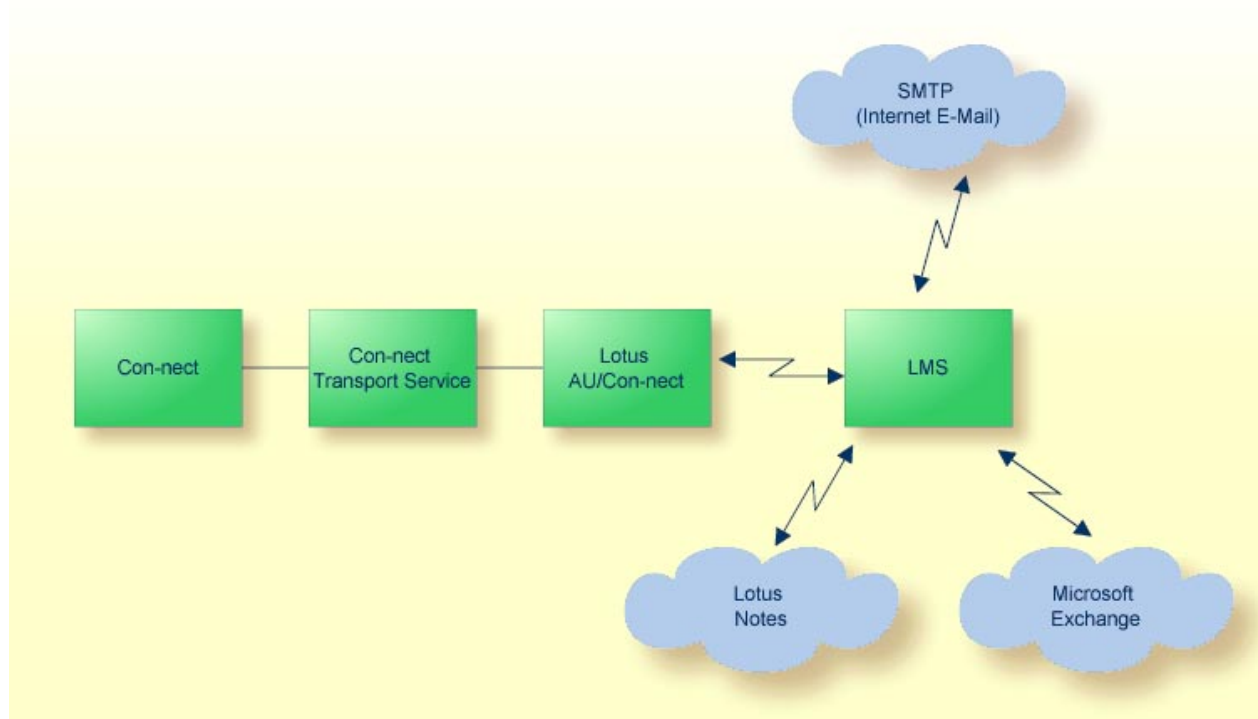 SMTP
(Internet E-Mail)
Con-nect
Con-nect
Transport Service
Lotus
AU/Con-nect
LMS
Lotus
Notes
Microsoft
Exchange